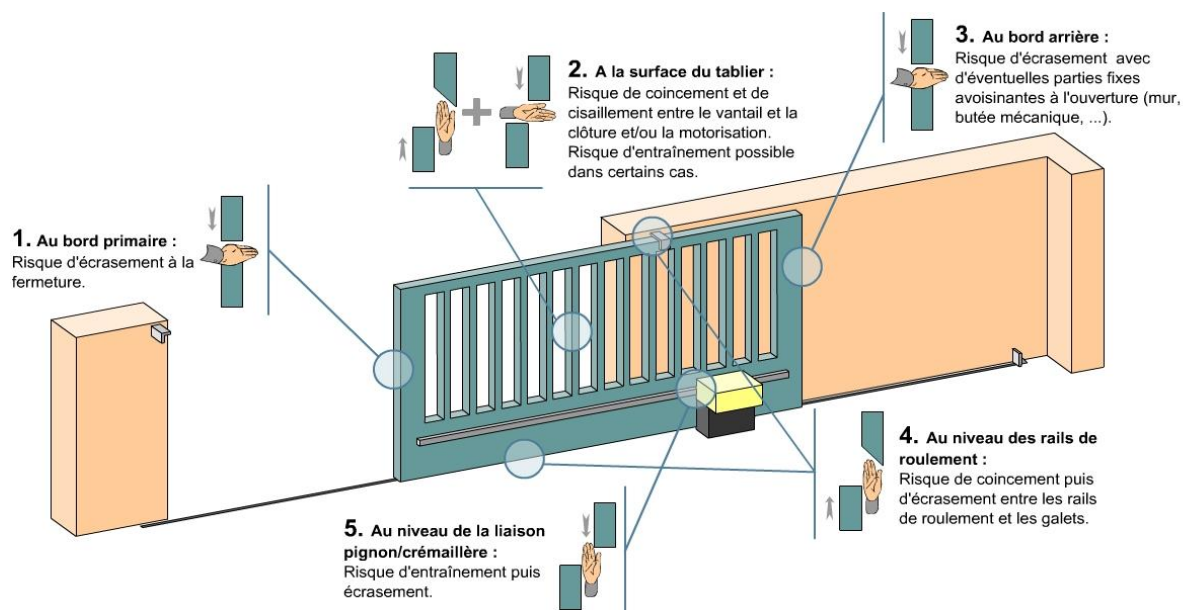 1. Au bord primaire :
Risque d'écrasement à la
fermeture.
2. A la surface du tablier :
Risque de coincement et de
cisaillement entre le vantail et la
clôture et/ou la motorisation.
Risque d'entraînement possible
dans certains cas.
3. Au bord arrière :
Risque d'écrasement avec
d'éventuelles parties fixes
avoisinantes à l'ouverture (mur,
butée mécanique, ...).
4. Au niveau des rails de
roulement :
Risque de coincement puis
d'écrasement entre les rails
de roulement et les galets.
5. Au niveau de la liaison
pignon/crémaillère :
Risque d'entraînement puis
écrasement.